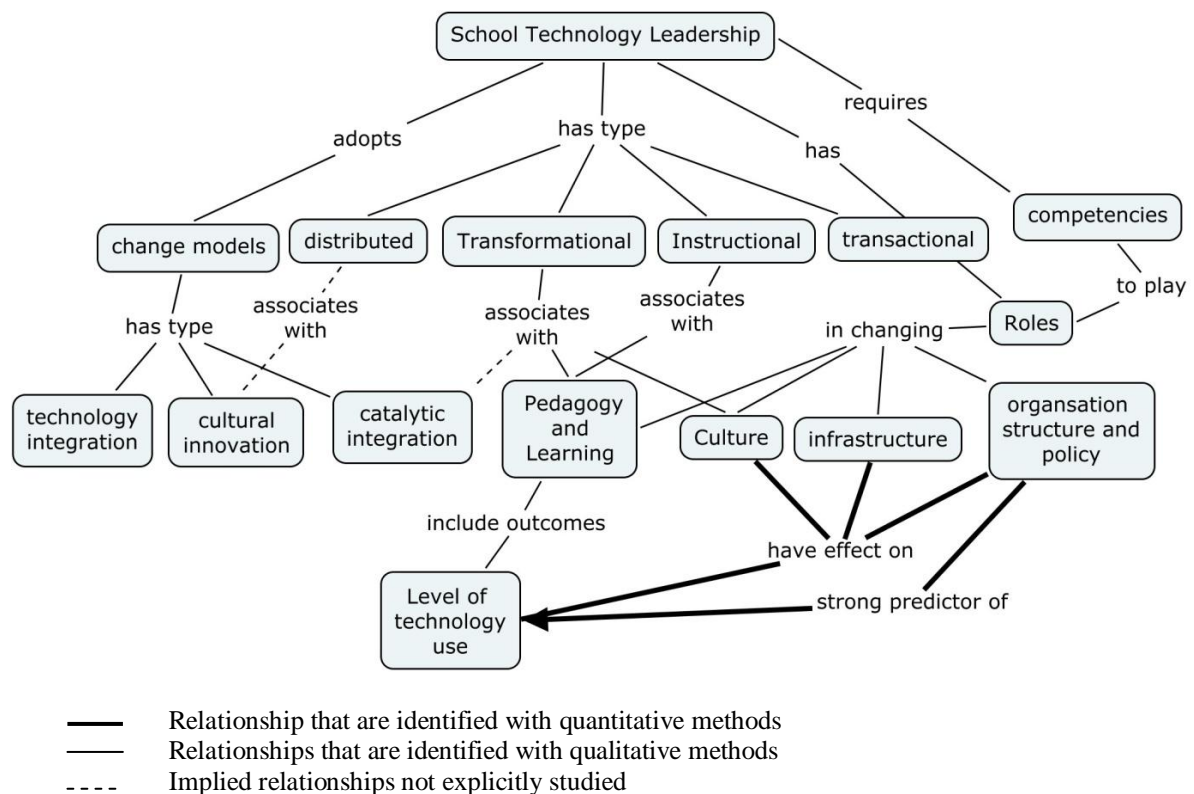 School Technology Leadership
requires
adopts
has type
has
competencies
change models
distributed
Transformational
Instructional
transactional
to play
associates
with
associates
with
associates
with
has type
in changing
Roles
technology
integration
cultural
innovation
catalytic
integration
Pedagogy
and
Learning
Culture
infrastructure
organsation
structure and
policy
include outcomes
have effect on
Level of
technology
use
strong predictor of
Relationship that are identified with quantitative methods
Relationships that are identified with qualitative methods
Implied relationships not explicitly studied